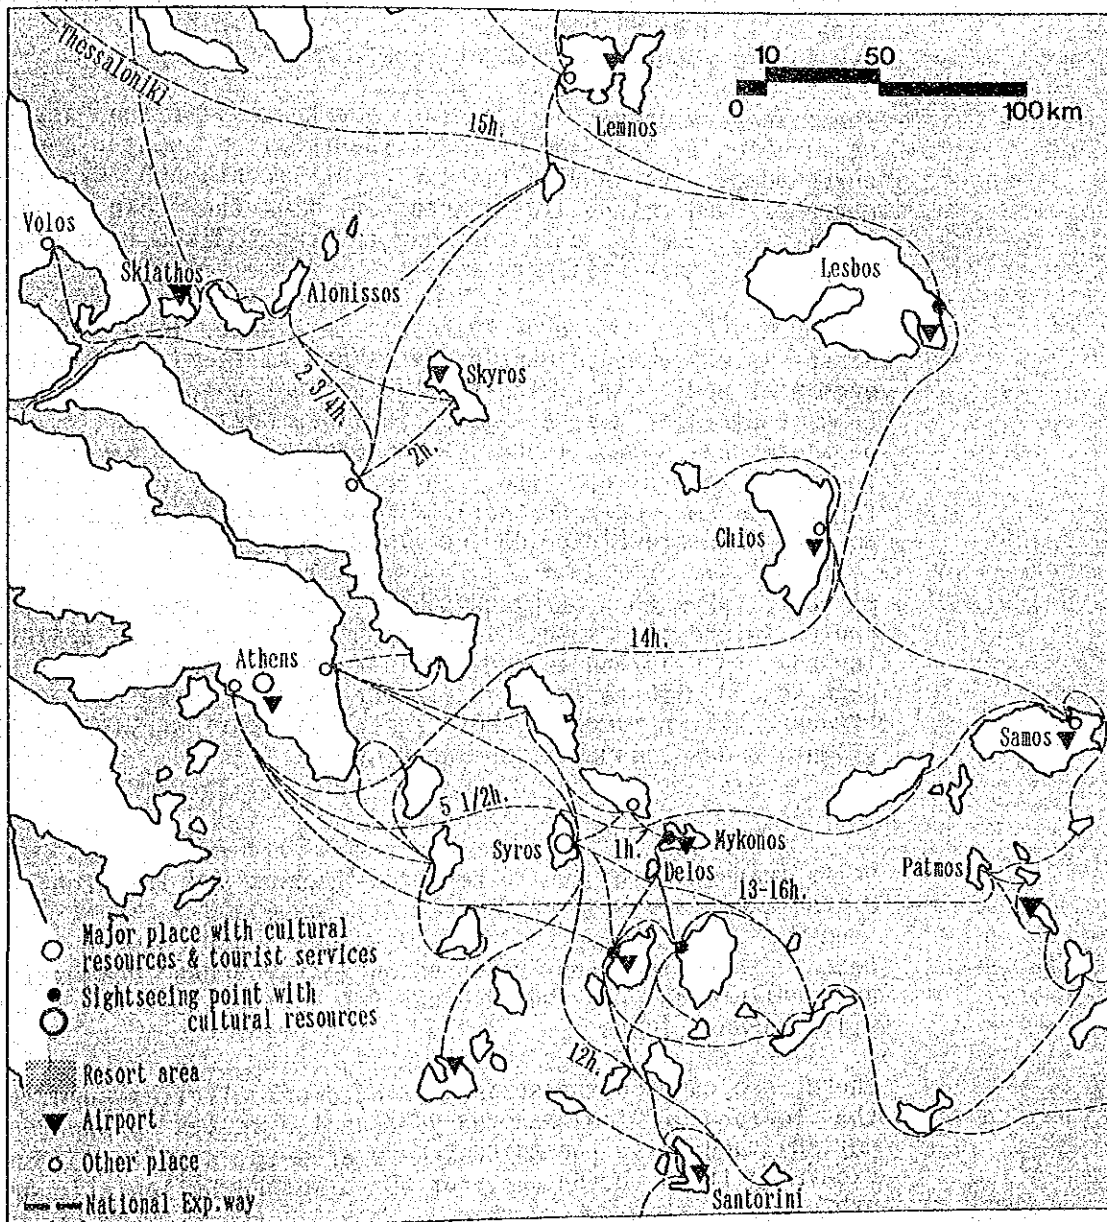 Thessaloniki
10 50
0 100km
Lemnos
15h.
Volos
Skiathos
Alonissos
Lesbos
Skyros
2 3/4h.
2h.
Chios
14h.
Athens
Samos
5 1/2h.
Syros
1h.
Mykonos
Delos
Patmos
13-16h.
12h.
Santorini
Major place with cultural
resources & tourist services
Sightseeing point with
cultural resources
Resort area
Airport
Other place
National Exp.way